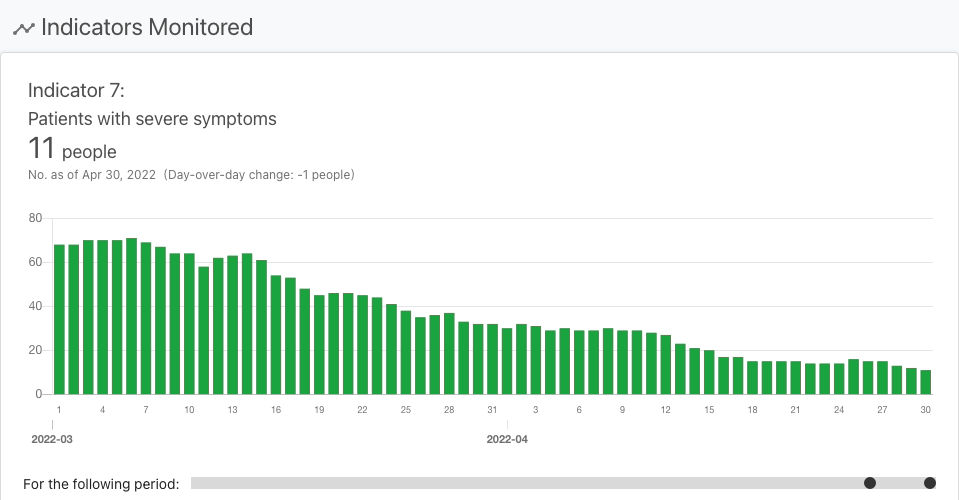 Indicators Monitored
Indicator 7:
Patients with severe symptoms
11 people
No. as of Apr 30, 2022 (Day-over-day change: -1 people)
80
60
40
20
0
1 4 7 10 13 16 19 22 25 28 31 3 6 9 12 15 18 21 24 27 30
2022-03 2022-04
For the following period: